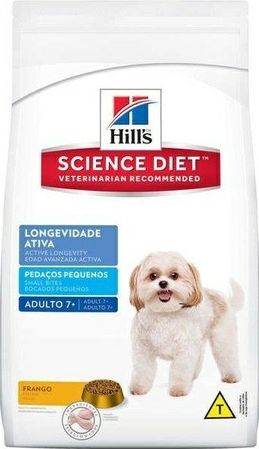 Hill's
SCIENCE DIET™
VETERINARIAN RECOMMENDED
LONGEVIDADE
ATIVA
ACTIVE LONGEVITY
EDAD AVANZADA ACTIVA
PEDAÇOS PEQUENOS
SMALL BITES
BOCADOS PEQUEÑOS
ADULTO 7+
ADULT 7+
ADULTO 7+
FRANGO
T